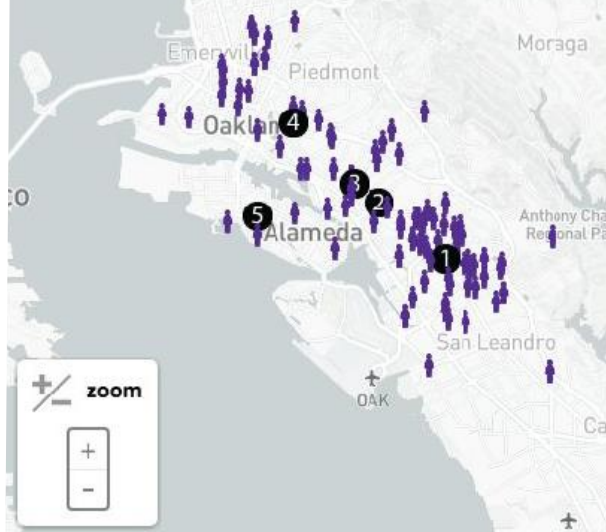 Moraga
Emeryvil
Piedmont
Oaklan
4
co
3
2
5
Alameda
Anthony Cha
Regional Pa
1
San Leandro
zoom
OAK
+
-
Ca